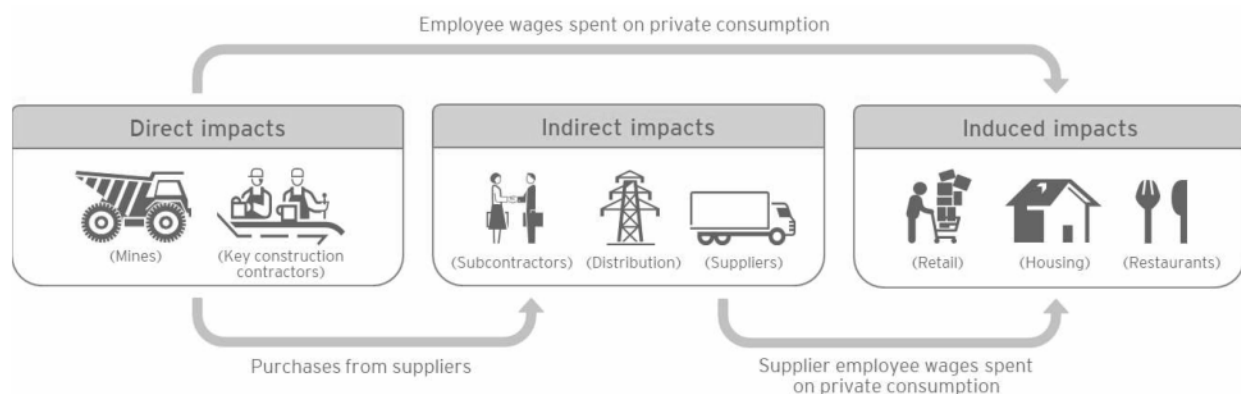 Employee wages spent on private consumption
Direct impacts
(Mines)
(Key construction
contractors)
Indirect impacts
(Subcontractors)
(Distribution)
(Suppliers)
Induced impacts
(Retail)
(Housing)
(Restaurants)
Purchases from suppliers
Supplier employee wages spent
on private consumption